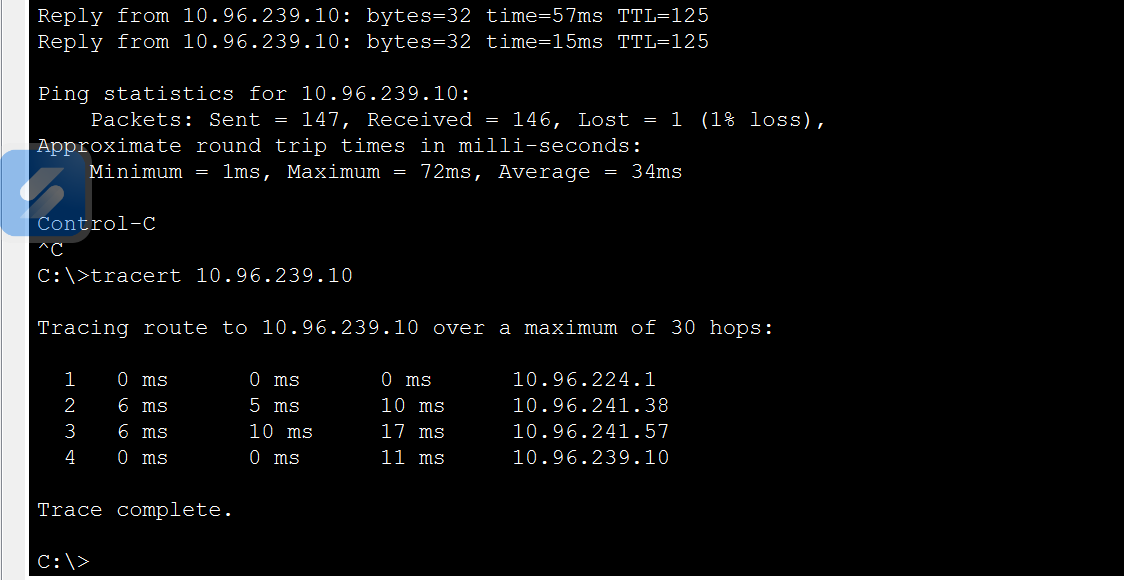 Reply from 10.96.239.10: bytes=32 time=57ms TTL=125
Reply from 10.96.239.10: bytes=32 time=15ms TTL=125
Ping statistics for 10.96.239.10:
Packets: Sent = 147, Received = 146, Lost = 1 (1% loss),
Approximate round trip times in milli-seconds:
Minimum = 1ms, Maximum = 72ms, Average = 34ms
Control-C
^C
C:\>tracert 10.96.239.10
Tracing route to 10.96.239.10 over a maximum of 30 hops:
1 0 ms 0 ms 0 ms 10.96.224.1
2 6 ms 5 ms 10 ms 10.96.241.38
3 6 ms 10 ms 17 ms 10.96.241.57
4 0 ms 0 ms 11 ms 10.96.239.10
Trace complete.
C:\>